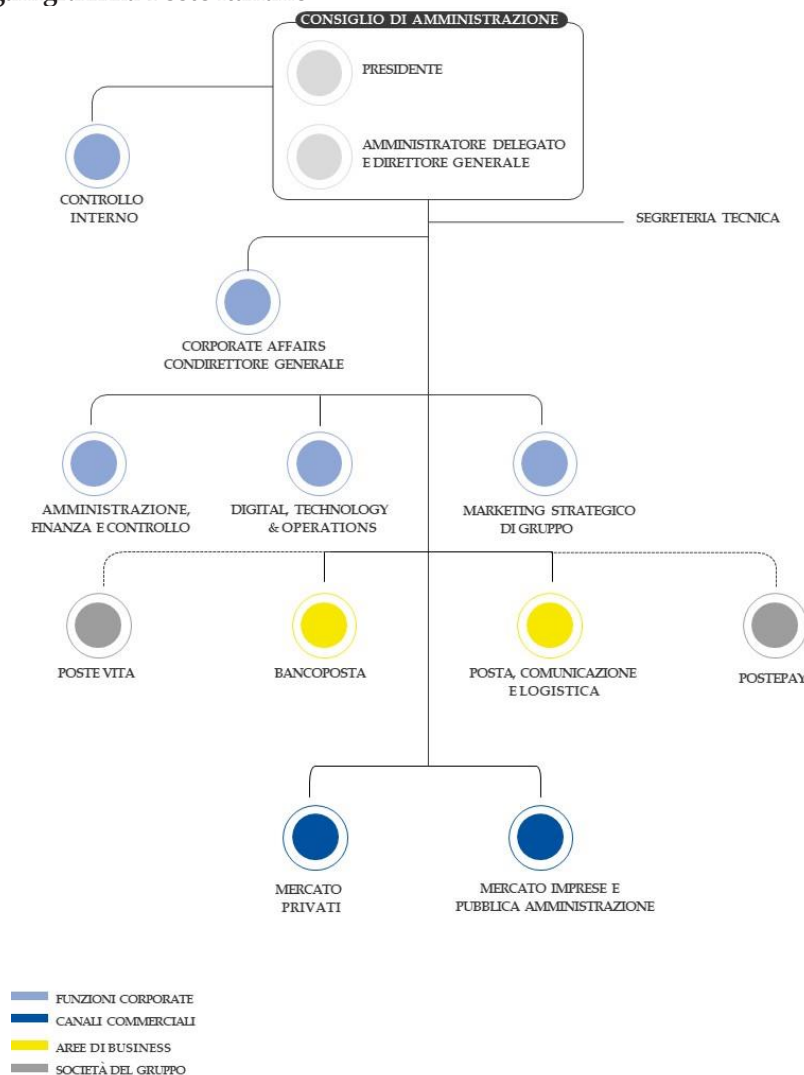 CONSIGLIO DI AMMINISTRAZIONE
PRESIDENTE
AMMINISTRATORE DELEGATO
E DIRETTORE GENERALE
CONTROLLO
INTERNO
SEGRETERIA TECNICA
CORPORATE AFFAIRS
CONDIRETTORE GENERALE
AMMINISTRAZIONE,
FINANZA E CONTROLLO
DIGITAL, TECHNOLOGY
& OPERATIONS
MARKETING STRATEGICO
DI GRUPPO
POSTE VITA
BANCOPOSTA
POSTA, COMUNICAZIONE
E LOGISTICA
POSTEPAY
MERCATO
PRIVATI
MERCATO IMPRESE E
PUBBLICA AMMINISTRAZIONE
FUNZIONI CORPORATE
CANALI COMMERCIALI
AREE DI BUSINESS
SOCIETÀ DEL GRUPPO